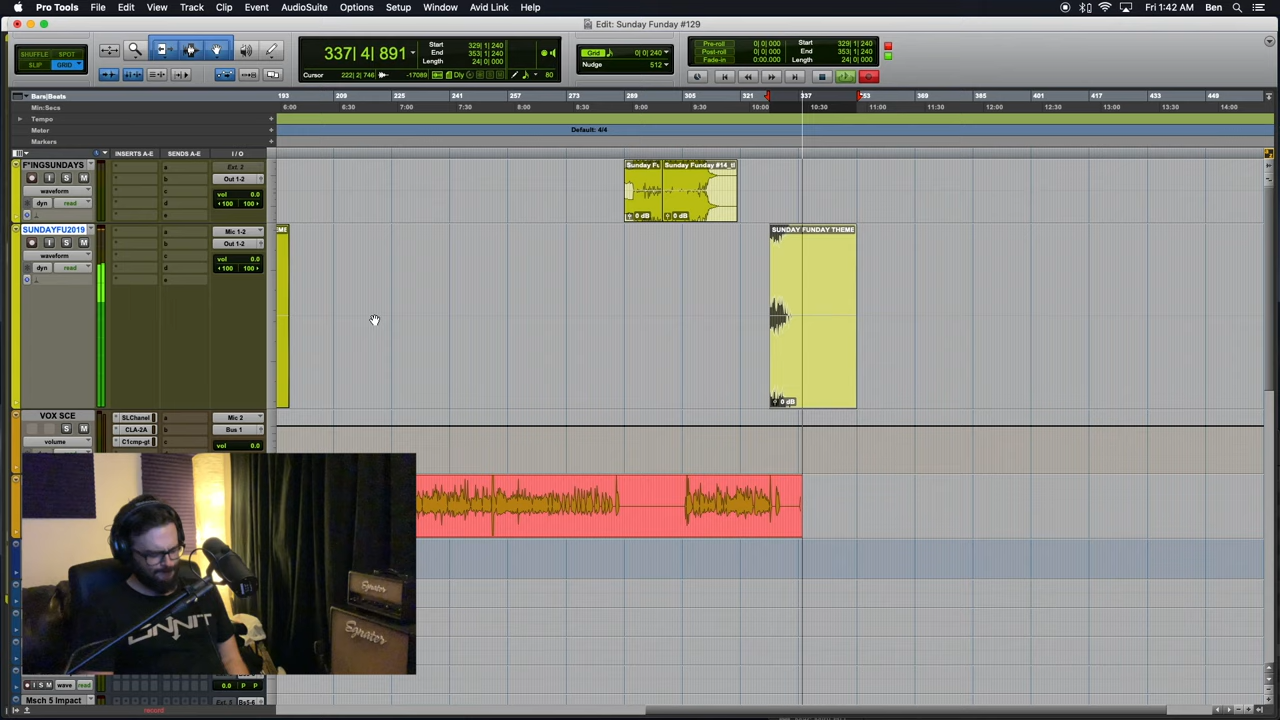 Pro Tools File Edit View Track Clip Event AudioSuite Options Setup Window Avid Link Help Fri 1:42 AM Ben
Edit: Sunday Funday #129
SHUFFLE SPOT
SLIP GRID
337| 4| 891
Start 329| 1| 240
End 353| 1| 240
Length 24| 0| 240
Cursor 222| 2| 746 -17089 Dly 80
Grid 0| 0| 240
Nudge 512
Pre-roll 0| 0| 000
Post-roll 0| 0| 000
Fade-in 0:00.000
Start 329| 1| 240
End 353| 1| 240
Length 24| 0| 240
Bars|Beats 193 209 225 241 257 273 289 305 321 337 353 369 385 401 417 433 449
Min:Secs 6:00 6:30 7:00 7:30 8:00 8:30 9:00 9:30 10:00 10:30 11:00 11:30 12:00 12:30 13:00 13:30 14:00
Tempo
Meter Default: 4/4
Markers
INSERTS A-E SENDS A-E I / O
F*INGSUNDAYS
I S M
waveform
dyn read
a
b
c
d
e
Ext. 2
Out 1-2
vol 0.0
100 100
Sunday Fu Sunday Funday #14_tl
0 dB 0 dB
SUNDAYFU2019
I S M
waveform
dyn read
a
b
c
d
e
Mic 1-2
Out 1-2
vol 0.0
100 100
EME
SUNDAY FUNDAY THEME
0 dB
VOX SCE
S M
volume
SLChanel
CLA-2A
C1cmp-gt
a
b
c
Mic 2
Bus 1
vol 0.0
GNNIT
Egnater
Egnater
I S M wave read 0.0 P P
Msch 5 Impact
record